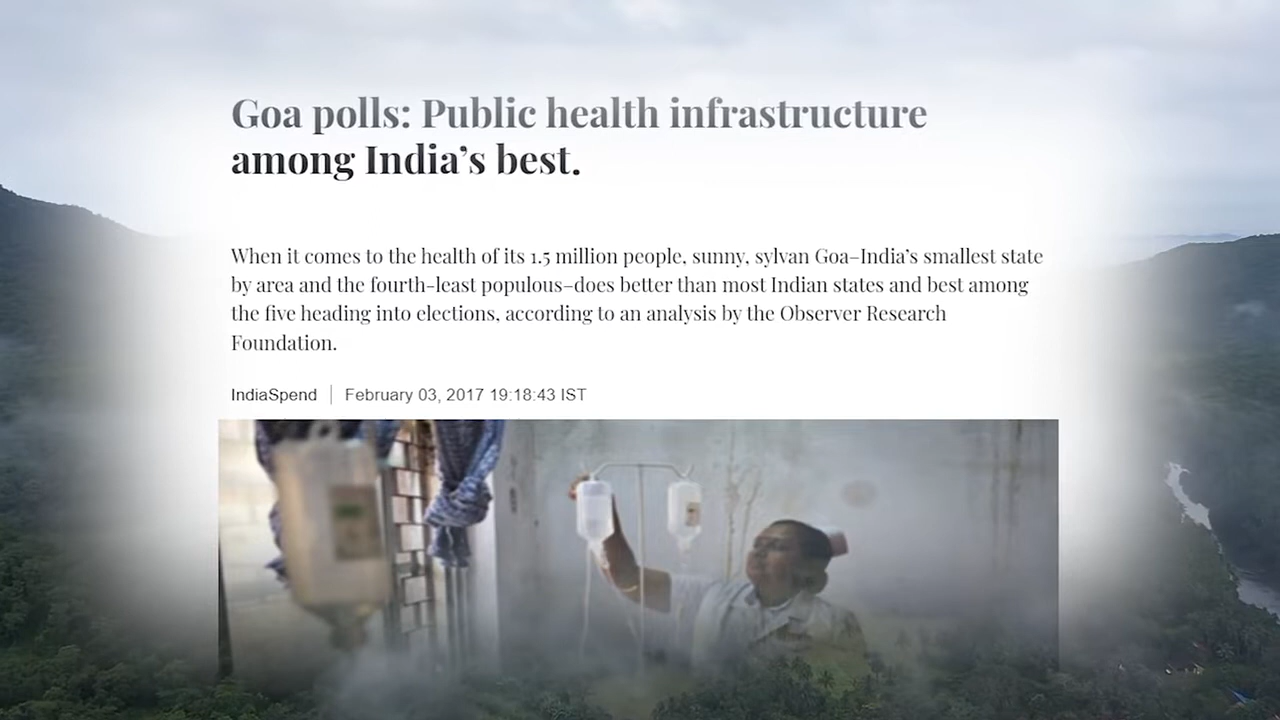 Goa polls: Public health infrastructure
among India’s best.
When it comes to the health of its 1.5 million people, sunny, sylvan Goa–India’s smallest state
by area and the fourth-least populous–does better than most Indian states and best among
the five heading into elections, according to an analysis by the Observer Research
Foundation.
IndiaSpend | February 03, 2017 19:18:43 IST